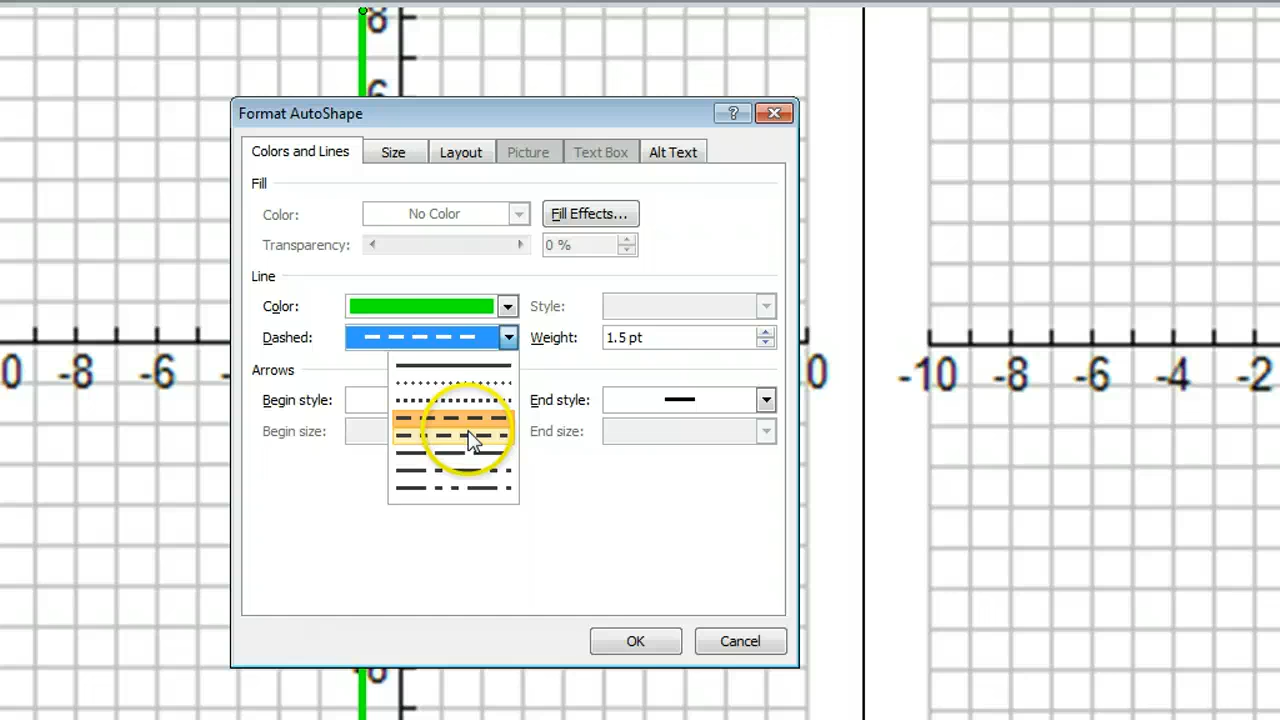 8
6
Format AutoShape ?
Colors and Lines Size Layout Picture Text Box Alt Text
Fill
Color: No Color Fill Effects...
Transparency: 0 %
Line
Color: Style:
Dashed: Weight: 1.5 pt
0 -8 -6 0 -10 -8 -6 -4 -2
Arrows
Begin style: End style:
Begin size: End size:
OK Cancel